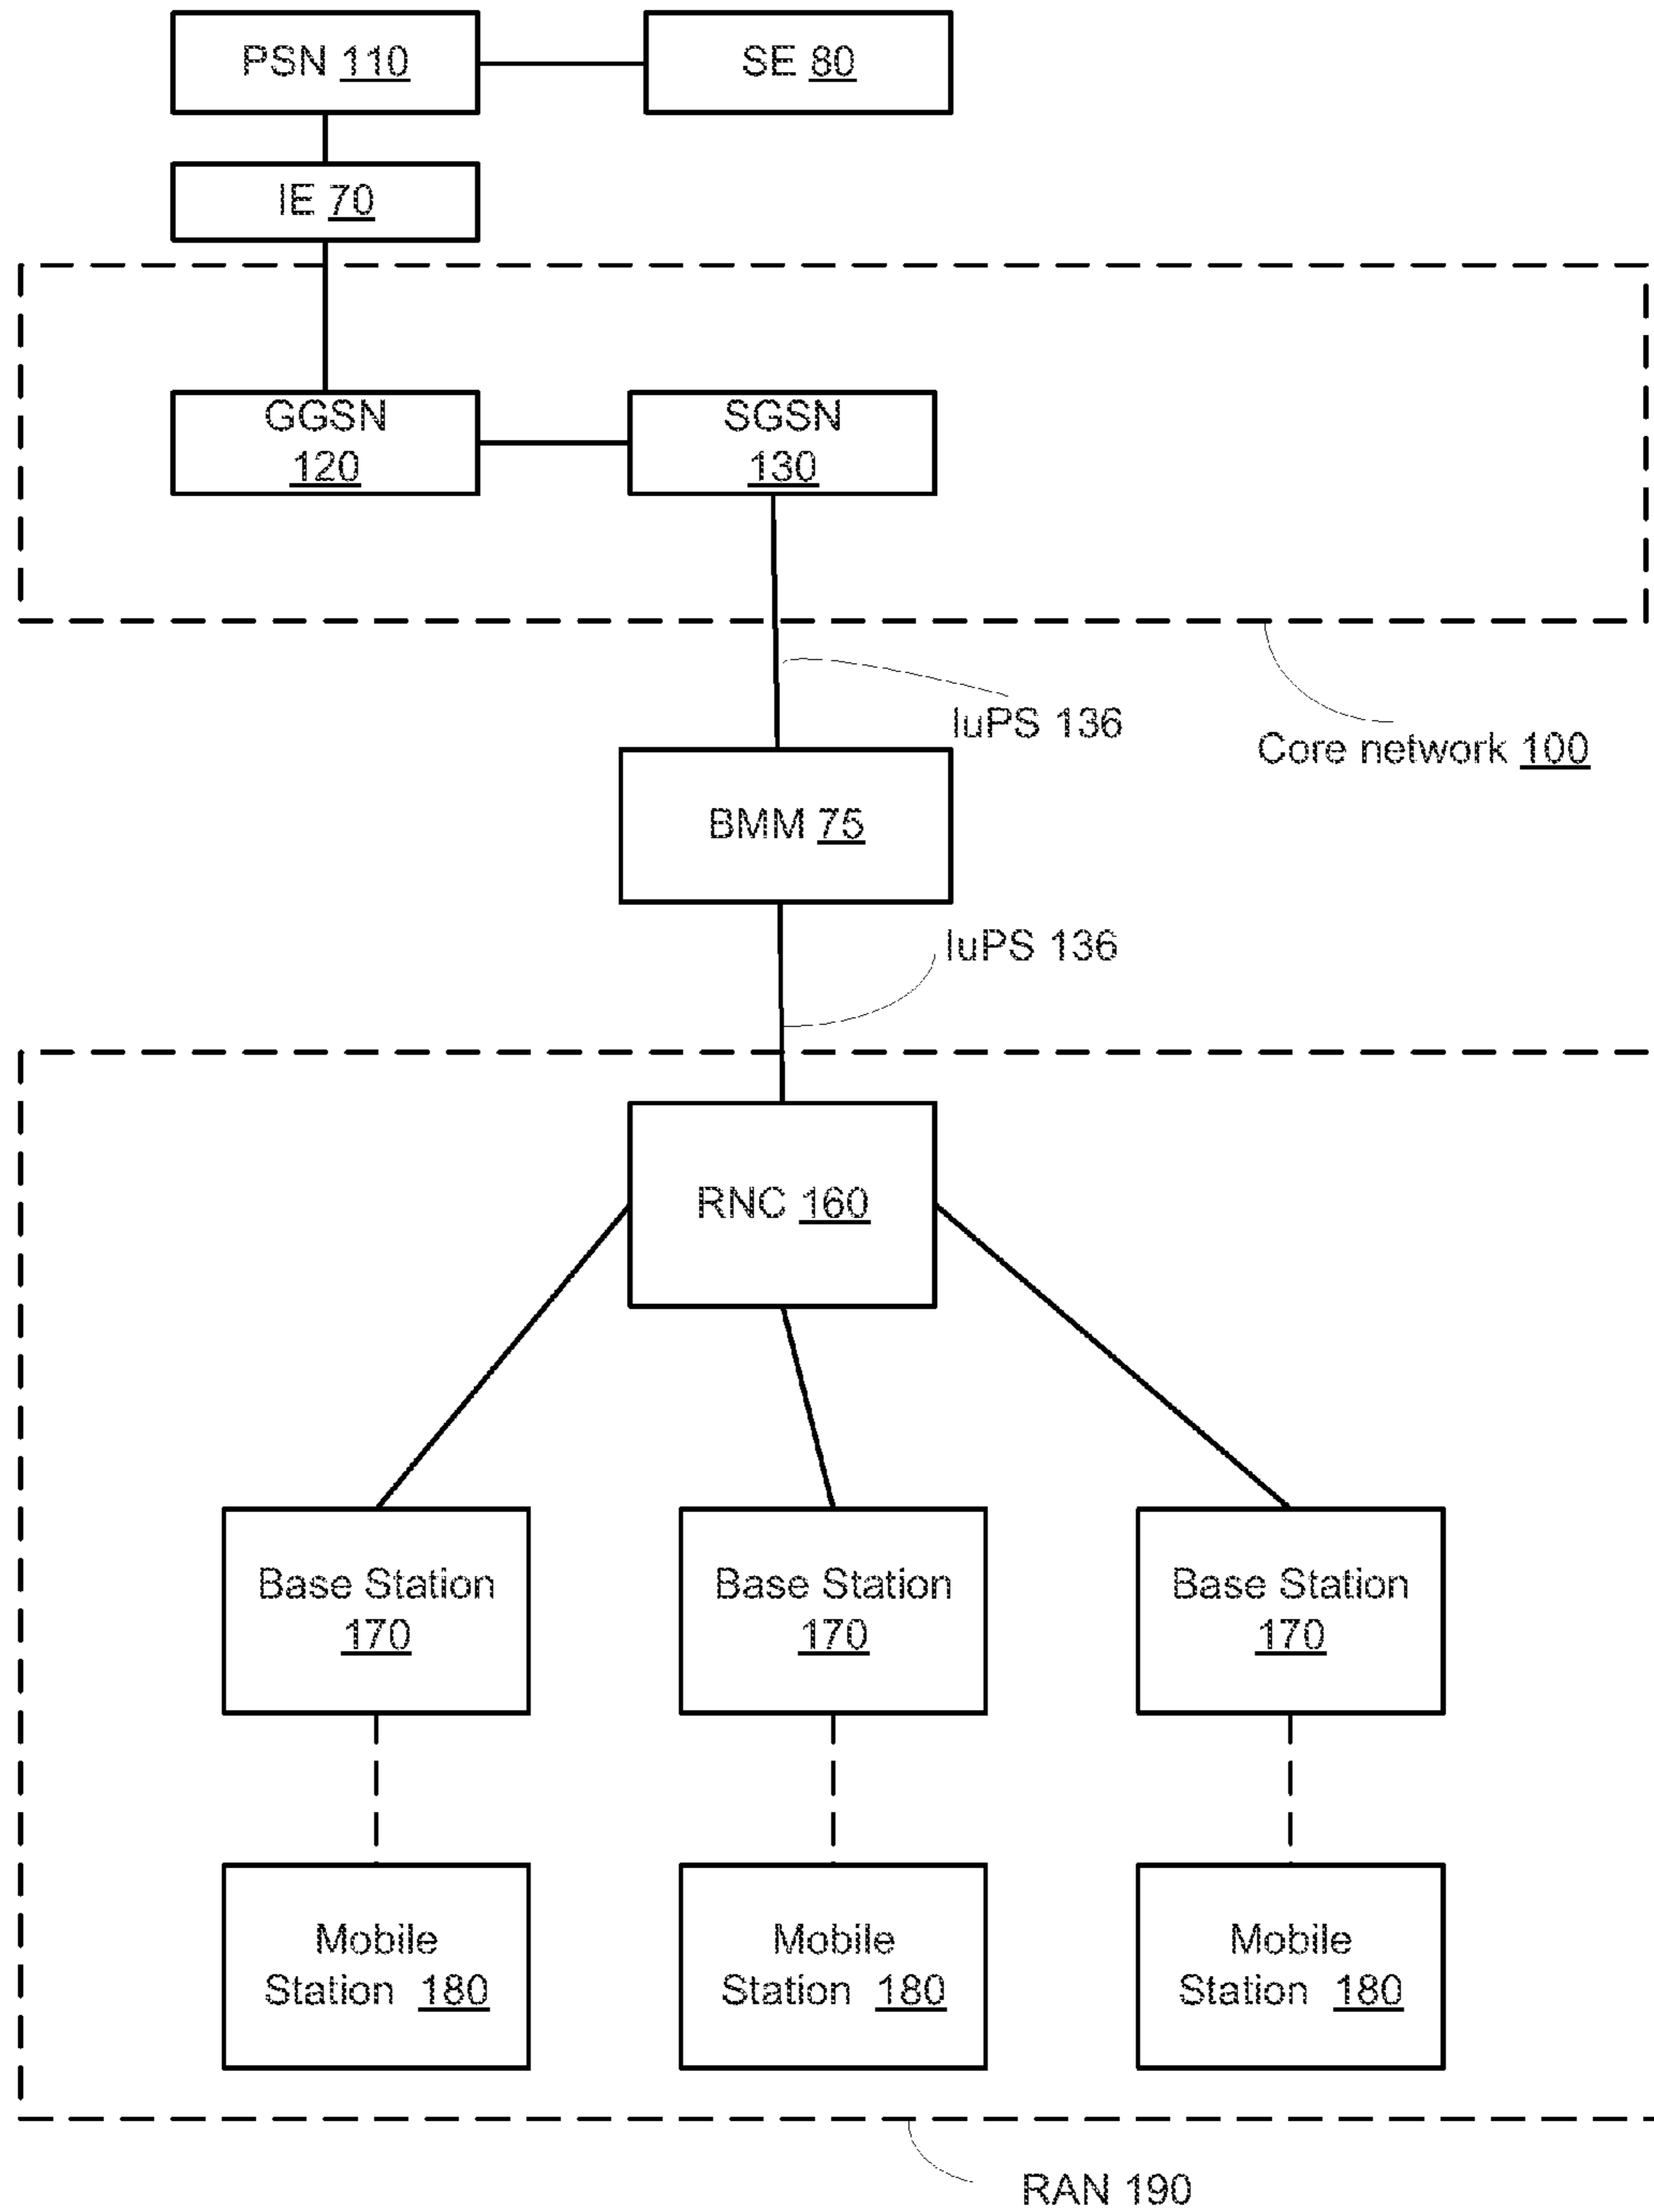 PSN 110
SE 80
IE 70
GGSN
120
SGSN
130
IuPS 136
Core network 100
BMM 75
IuPS 136
RNC 160
Base Station
170
Base Station
170
Base Station
170
Mobile
Station 180
Mobile
Station 180
Mobile
Station 180
RAN 190